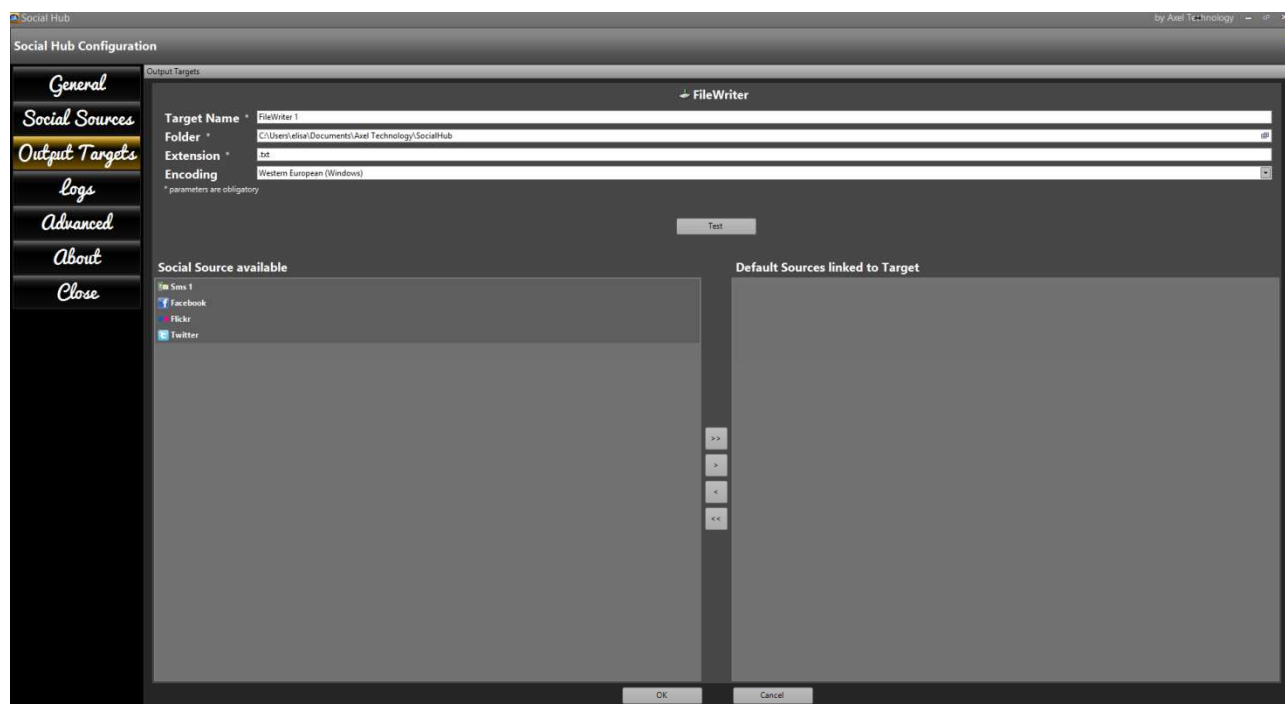 Social Hub
by Axel Technology
Social Hub Configuration
General
Social Sources
Output Targets
Logs
Advanced
About
Close
Output Targets
FileWriter
Target Name * FileWriter 1
Folder * C:\Users\elisa\Documents\Axel Technology\SocialHub
Extension * .txt
Encoding Western European (Windows)
* parameters are obligatory
Test
Social Source available
Sms 1
Facebook
Flickr
Twitter
Default Sources linked to Target
>>
>
<
<<
OK
Cancel